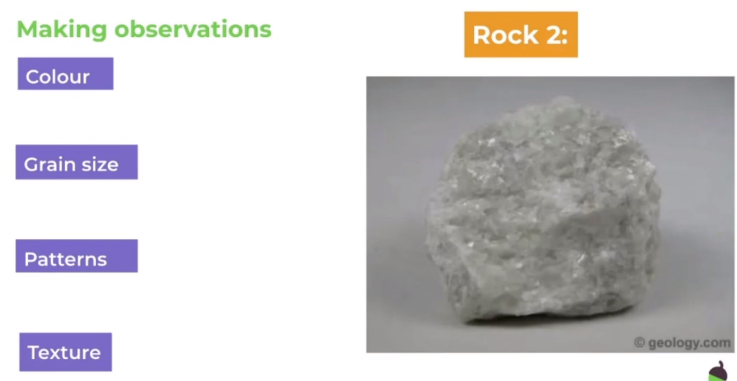 Making observations
Rock 2:
Colour
Grain size
Patterns
Texture
© geology.com